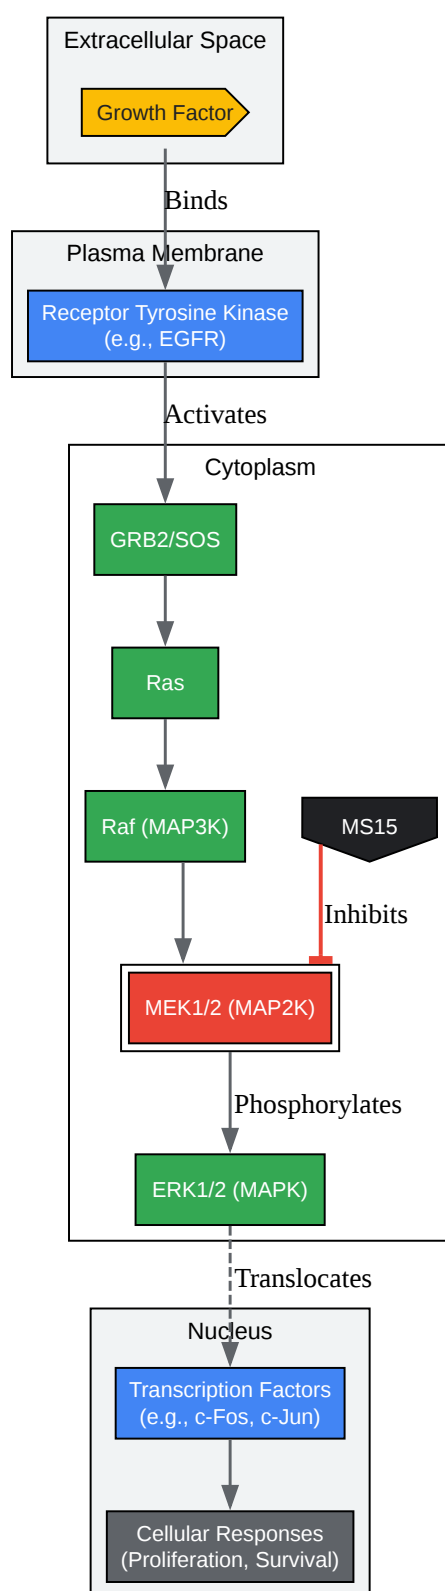 Extracellular Space
Growth Factor
Binds
Plasma Membrane
Receptor Tyrosine Kinase
(e.g., EGFR)
Activates
Cytoplasm
GRB2/SOS
Ras
Raf (MAP3K)
MS15
Inhibits
MEK1/2 (MAP2K)
Phosphorylates
ERK1/2 (MAPK)
Translocates
Nucleus
Transcription Factors
(e.g., c-Fos, c-Jun)
Cellular Responses
(Proliferation, Survival)